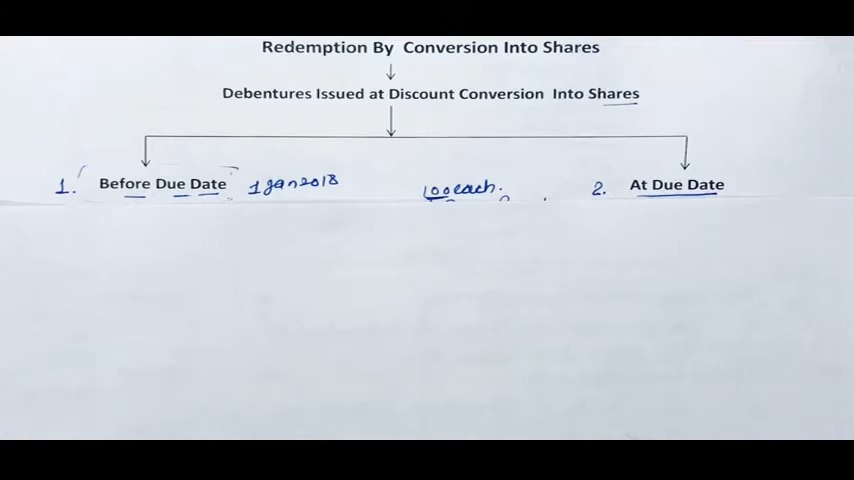 Redemption By Conversion Into Shares
Debentures Issued at Discount Conversion Into Shares
1. Before Due Date 1 Jan 2018 100 each. 2. At Due Date